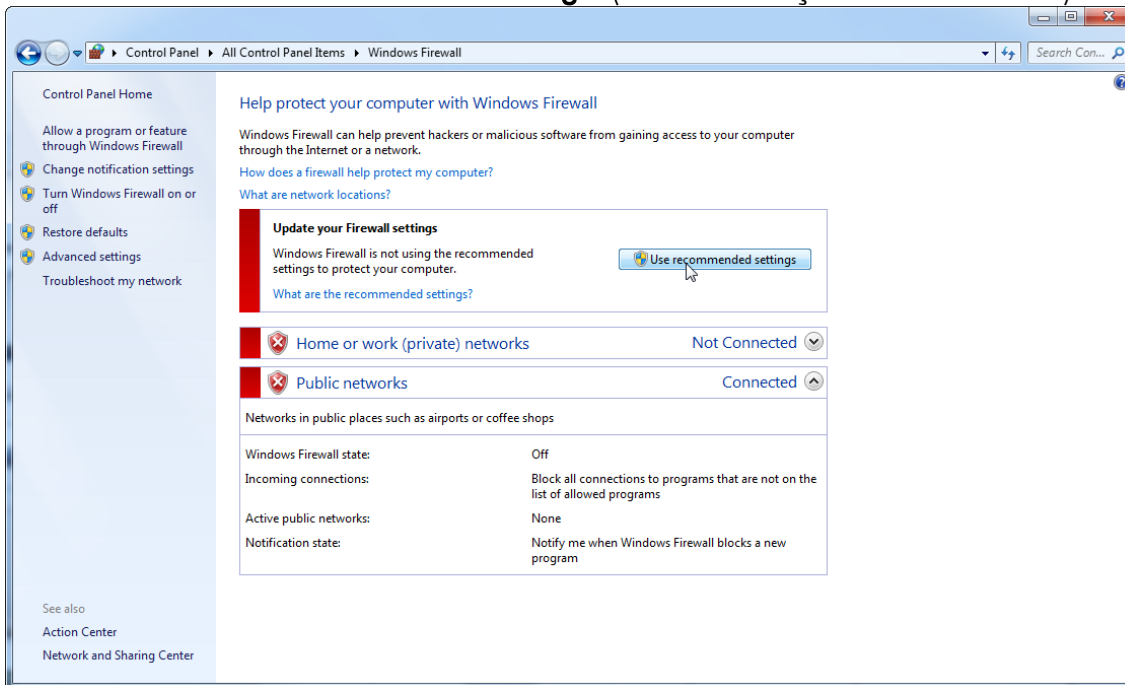 Control Panel ▸ All Control Panel Items ▸ Windows Firewall
Search Con...
Control Panel Home
Allow a program or feature
through Windows Firewall
Change notification settings
Turn Windows Firewall on or
off
Restore defaults
Advanced settings
Troubleshoot my network
See also
Action Center
Network and Sharing Center
Help protect your computer with Windows Firewall
Windows Firewall can help prevent hackers or malicious software from gaining access to your computer
through the Internet or a network.
How does a firewall help protect my computer?
What are network locations?
Update your Firewall settings
Windows Firewall is not using the recommended
settings to protect your computer.
Use recommended settings
What are the recommended settings?
Home or work (private) networks Not Connected
Public networks Connected
Networks in public places such as airports or coffee shops
Windows Firewall state: Off
Incoming connections: Block all connections to programs that are not on the
list of allowed programs
Active public networks: None
Notification state: Notify me when Windows Firewall blocks a new
program